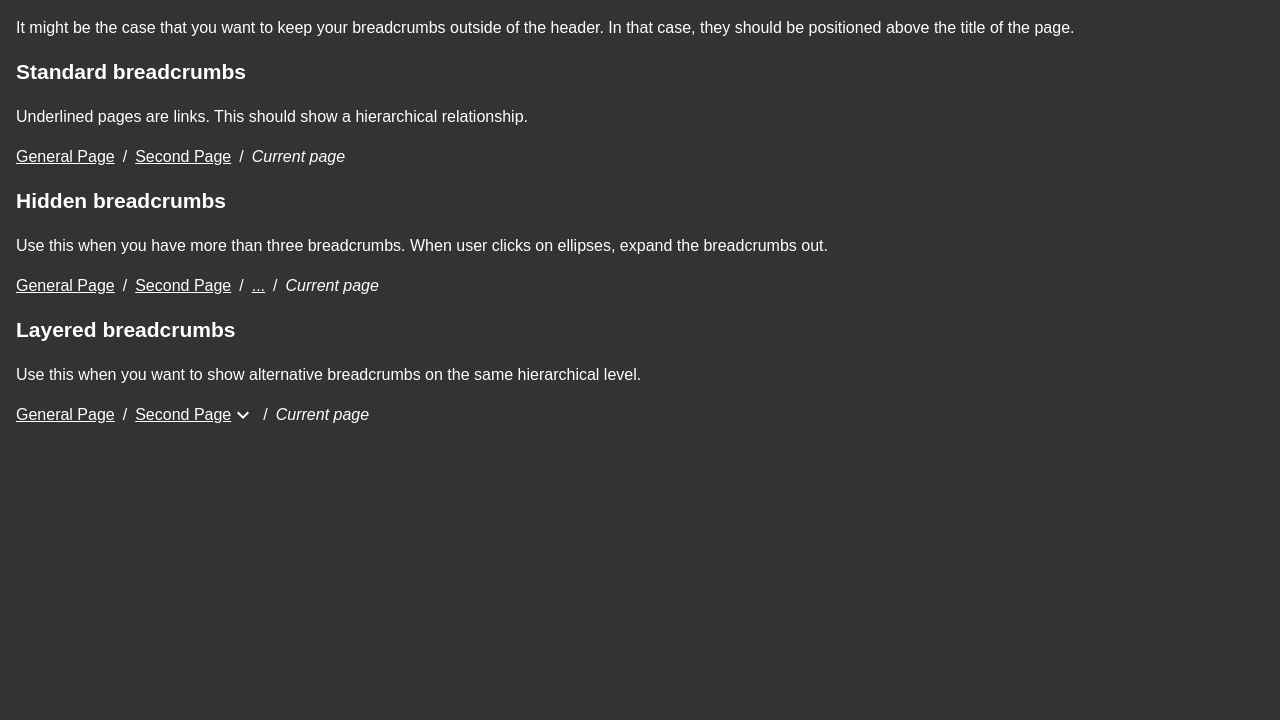 It might be the case that you want to keep your breadcrumbs outside of the header. In that case, they should be positioned above the title of the page.
Standard breadcrumbs
Underlined pages are links. This should show a hierarchical relationship.
General Page / Second Page / Current page
Hidden breadcrumbs
Use this when you have more than three breadcrumbs. When user clicks on ellipses, expand the breadcrumbs out.
General Page / Second Page / ... / Current page
Layered breadcrumbs
Use this when you want to show alternative breadcrumbs on the same hierarchical level.
General Page / Second Page / Current page